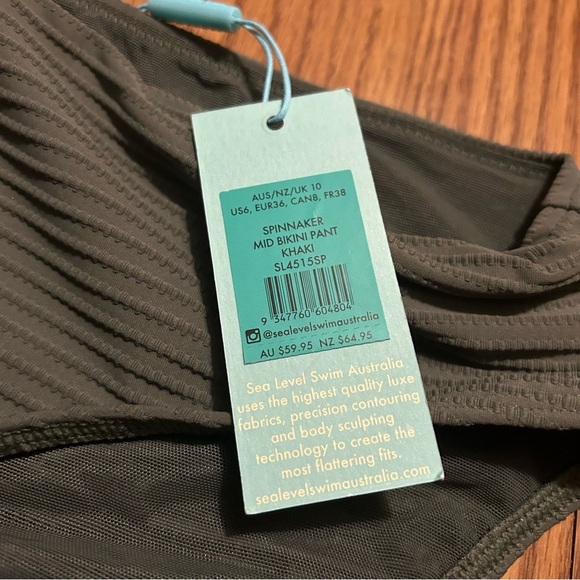 AUS/NZ/UK 10
US6, EUR36, CAN8, FR38
SPINNAKER
MID BIKINI PANT
KHAKI
SL4515SP
9 347760 604804
@sealevelswimaustralia
AU $59.95 NZ $64.95
Sea Level Swim Australia
uses the highest quality luxe
fabrics, precision contouring
and body sculpting
technology to create the
most flattering fits.
sealevelswimaustralia.com